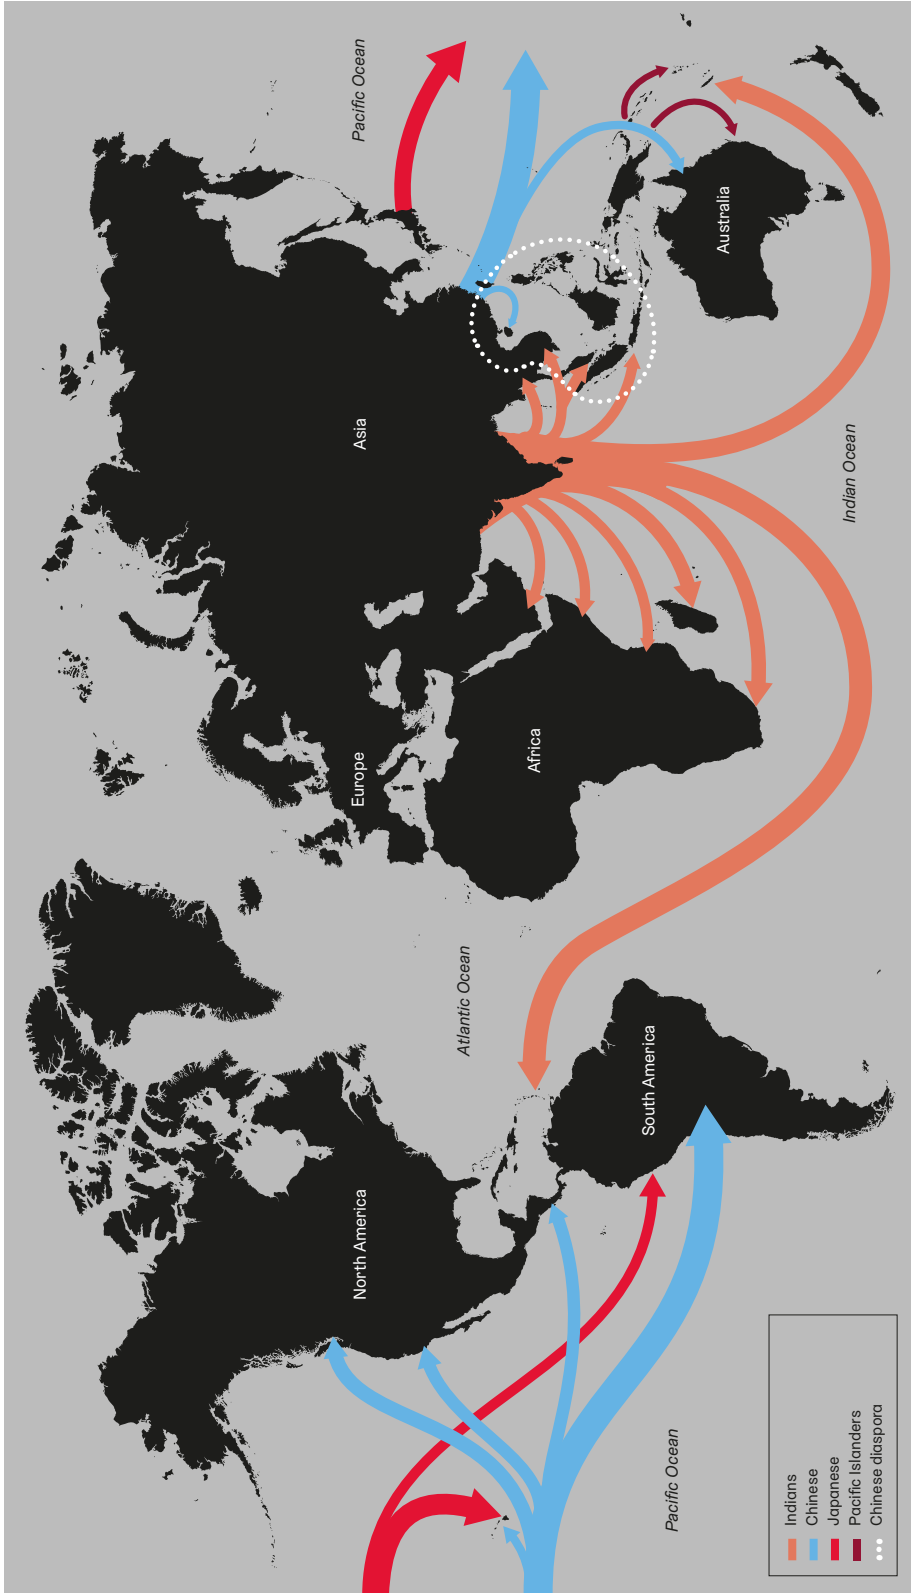 Pacific Ocean
Asia
Australia
Indian Ocean
Europe
Africa
Atlantic Ocean
North America
South America
Pacific Ocean
Indians
Chinese
Japanese
Pacific Islanders
Chinese diaspora